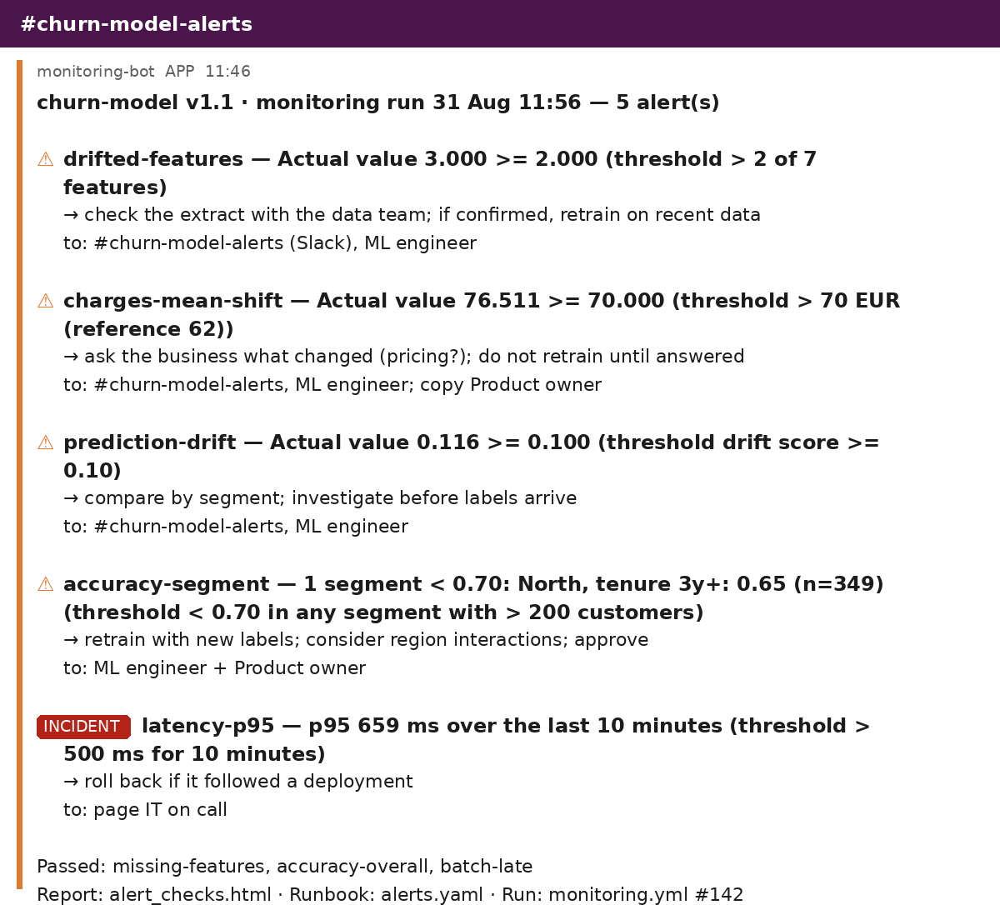 #churn-model-alerts
monitoring-bot APP 11:46
churn-model v1.1 · monitoring run 31 Aug 11:56 — 5 alert(s)
⚠ drifted-features — Actual value 3.000 >= 2.000 (threshold > 2 of 7
features)
→ check the extract with the data team; if confirmed, retrain on recent data
to: #churn-model-alerts (Slack), ML engineer
⚠ charges-mean-shift — Actual value 76.511 >= 70.000 (threshold > 70 EUR
(reference 62))
→ ask the business what changed (pricing?); do not retrain until answered
to: #churn-model-alerts, ML engineer; copy Product owner
⚠ prediction-drift — Actual value 0.116 >= 0.100 (threshold drift score >=
0.10)
→ compare by segment; investigate before labels arrive
to: #churn-model-alerts, ML engineer
⚠ accuracy-segment — 1 segment < 0.70: North, tenure 3y+: 0.65 (n=349)
(threshold < 0.70 in any segment with > 200 customers)
→ retrain with new labels; consider region interactions; approve
to: ML engineer + Product owner
INCIDENT latency-p95 — p95 659 ms over the last 10 minutes (threshold >
500 ms for 10 minutes)
→ roll back if it followed a deployment
to: page IT on call
Passed: missing-features, accuracy-overall, batch-late
Report: alert_checks.html · Runbook: alerts.yaml · Run: monitoring.yml #142